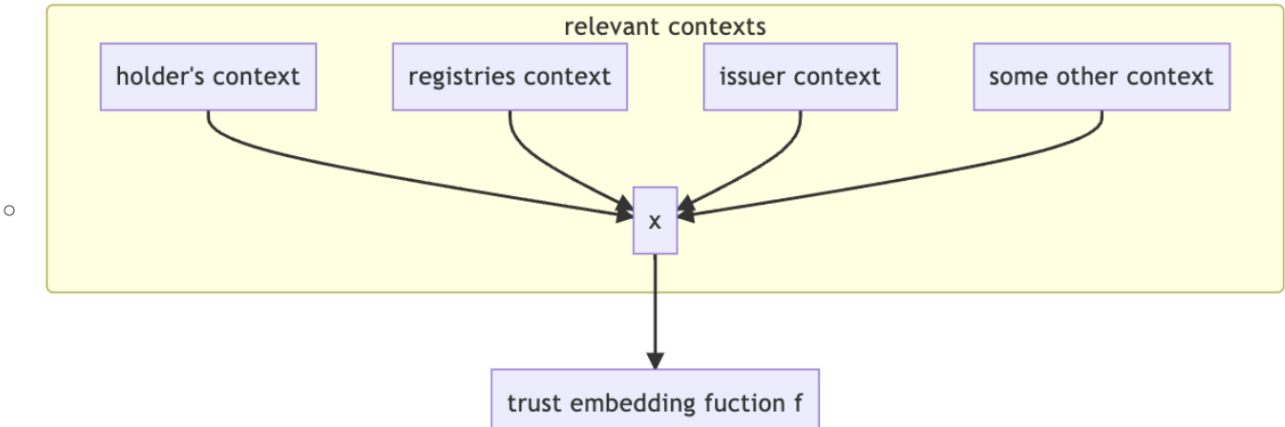 relevant contexts
holder's context
registries context
issuer context
some other context
x
trust embedding fuction f